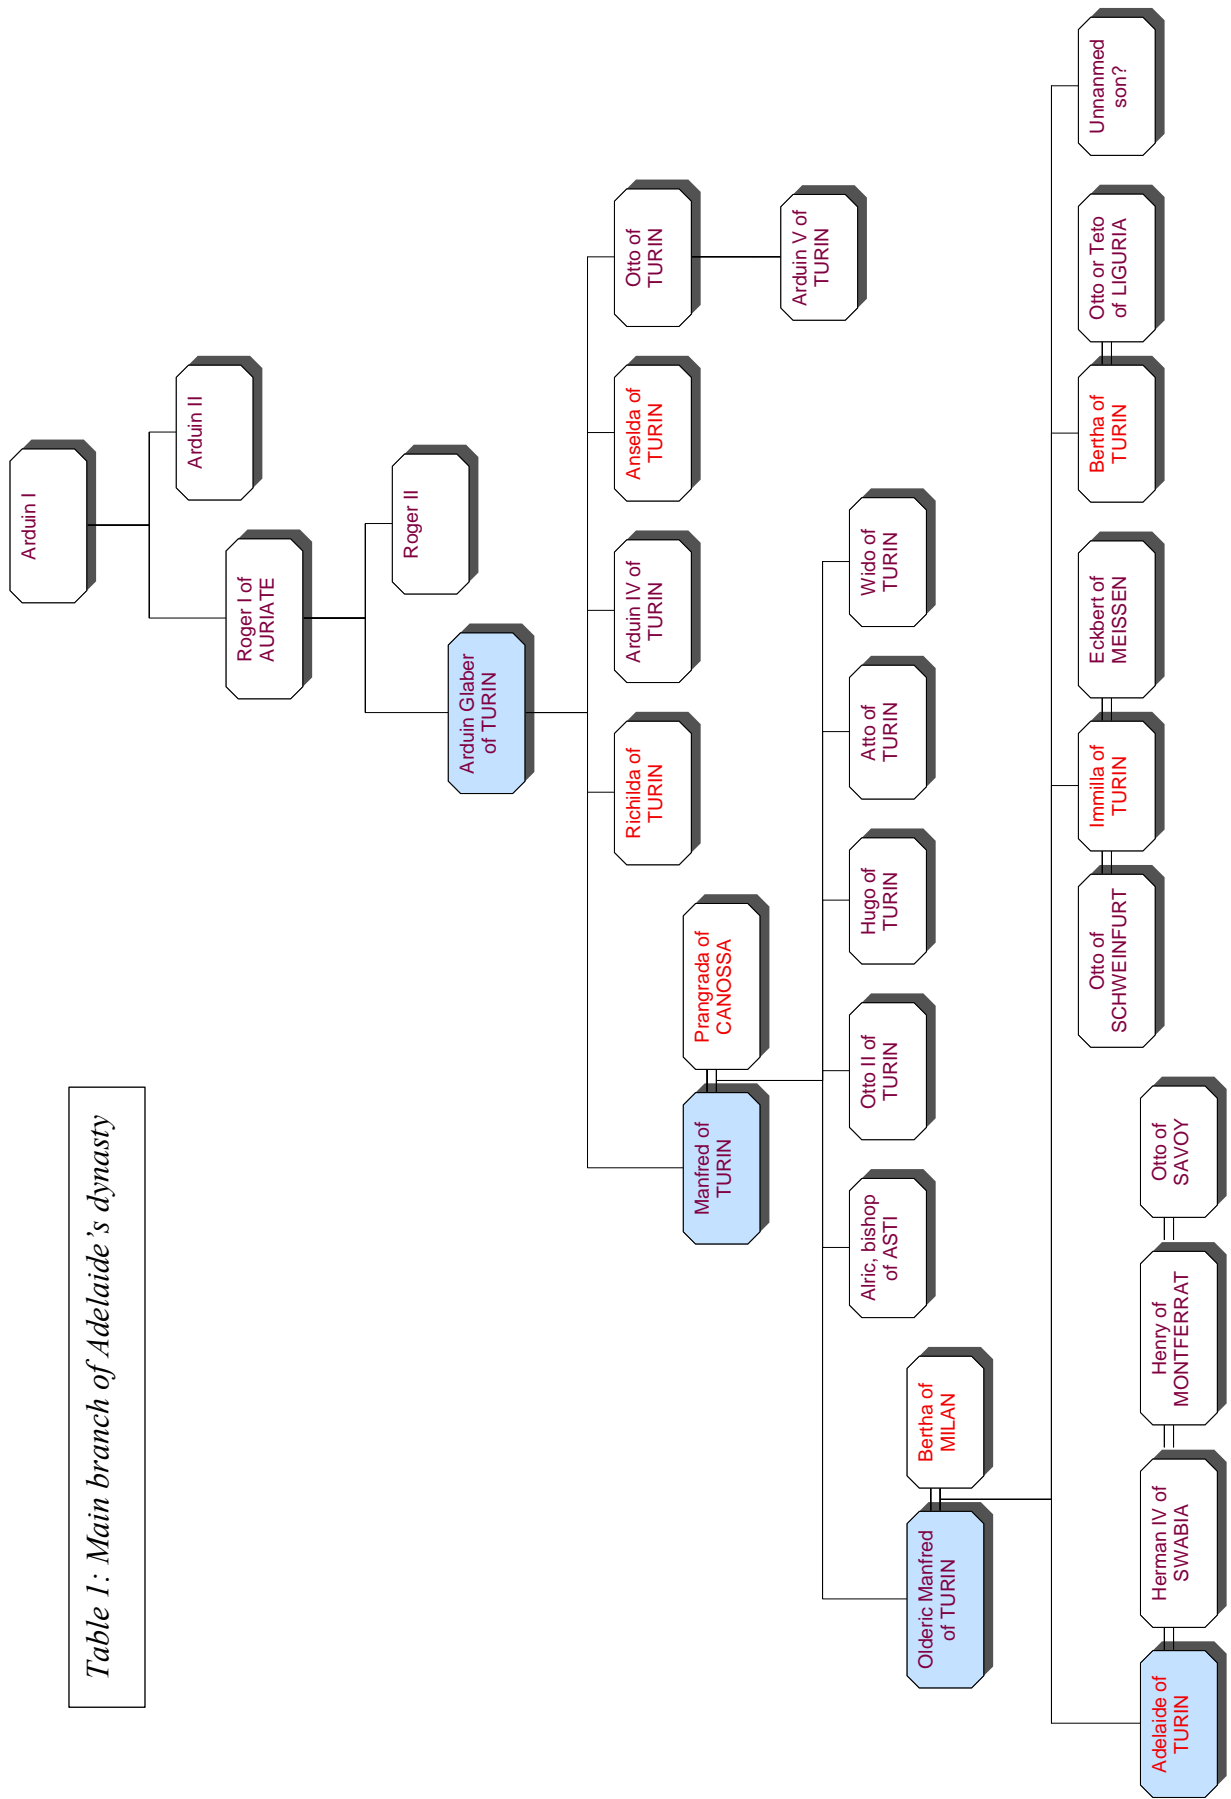 Table 1: Main branch of Adelaide's dynasty
Arduin I
Roger I of
AURIATE
Arduin II
Arduin Glaber
of TURIN
Roger II
Manfred of
TURIN
Prangrada of
CANOSSA
Richilda of
TURIN
Arduin IV of
TURIN
Anselda of
TURIN
Otto of
TURIN
Arduin V of
TURIN
Olderic Manfred
of TURIN
Bertha of
MILAN
Alric, bishop
of ASTI
Otto II of
TURIN
Hugo of
TURIN
Atto of
TURIN
Wido of
TURIN
Adelaide of
TURIN
Herman IV of
SWABIA
Henry of
MONTFERRAT
Otto of
SAVOY
Otto of
SCHWEINFURT
Immilla of
TURIN
Eckbert of
MEISSEN
Bertha of
TURIN
Otto or Teto
of LIGURIA
Unnanmed
son?